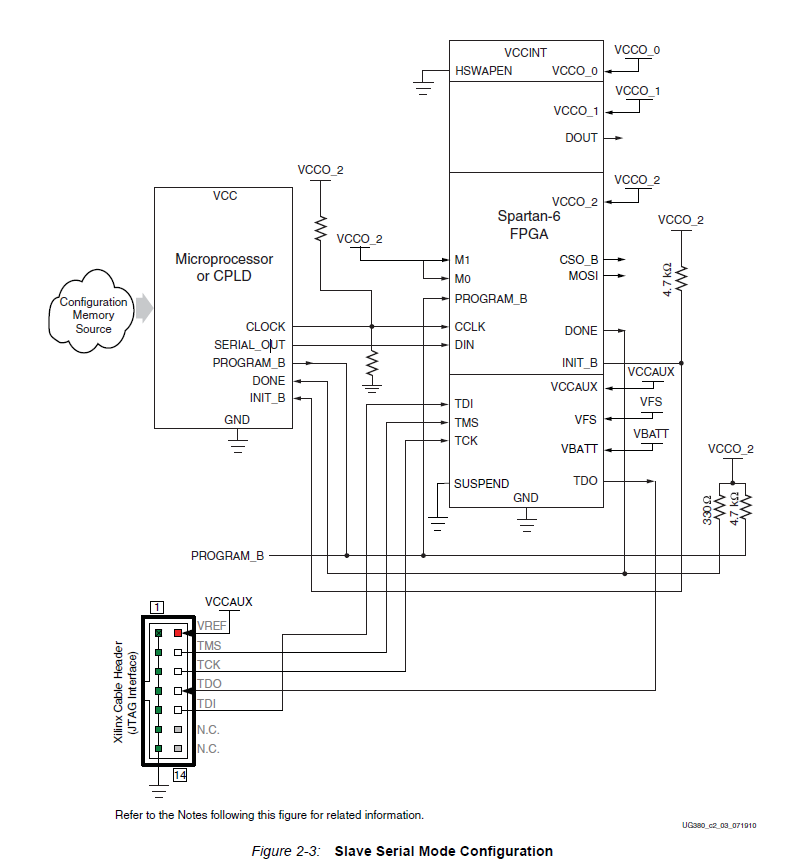 VCCINT
VCCO_0
HSWAPEN
VCCO_0
VCCO_1
VCCO_1
DOUT
VCCO_2
VCCO_2
VCC
VCCO_2
Spartan-6
FPGA
VCCO_2
VCCO_2
Microprocessor
or CPLD
M1
CSO_B
M0
MOSI
4.7 kΩ
Configuration
Memory
Source
PROGRAM_B
CLOCK
CCLK
DONE
SERIAL_OUT
DIN
PROGRAM_B
INIT_B
DONE
VCCAUX
VCCAUX
INIT_B
TDI
VFS
GND
TMS
VFS
TCK
VBATT
VBATT
VCCO_2
SUSPEND
TDO
GND
330Ω
4.7 kΩ
PROGRAM_B
1
VCCAUX
VREF
TMS
TCK
TDO
TDI
N.C.
N.C.
Xilinx Cable Header
(JTAG Interface)
14
Refer to the Notes following this figure for related information.
UG380_c2_03_071910
Figure 2-3: Slave Serial Mode Configuration